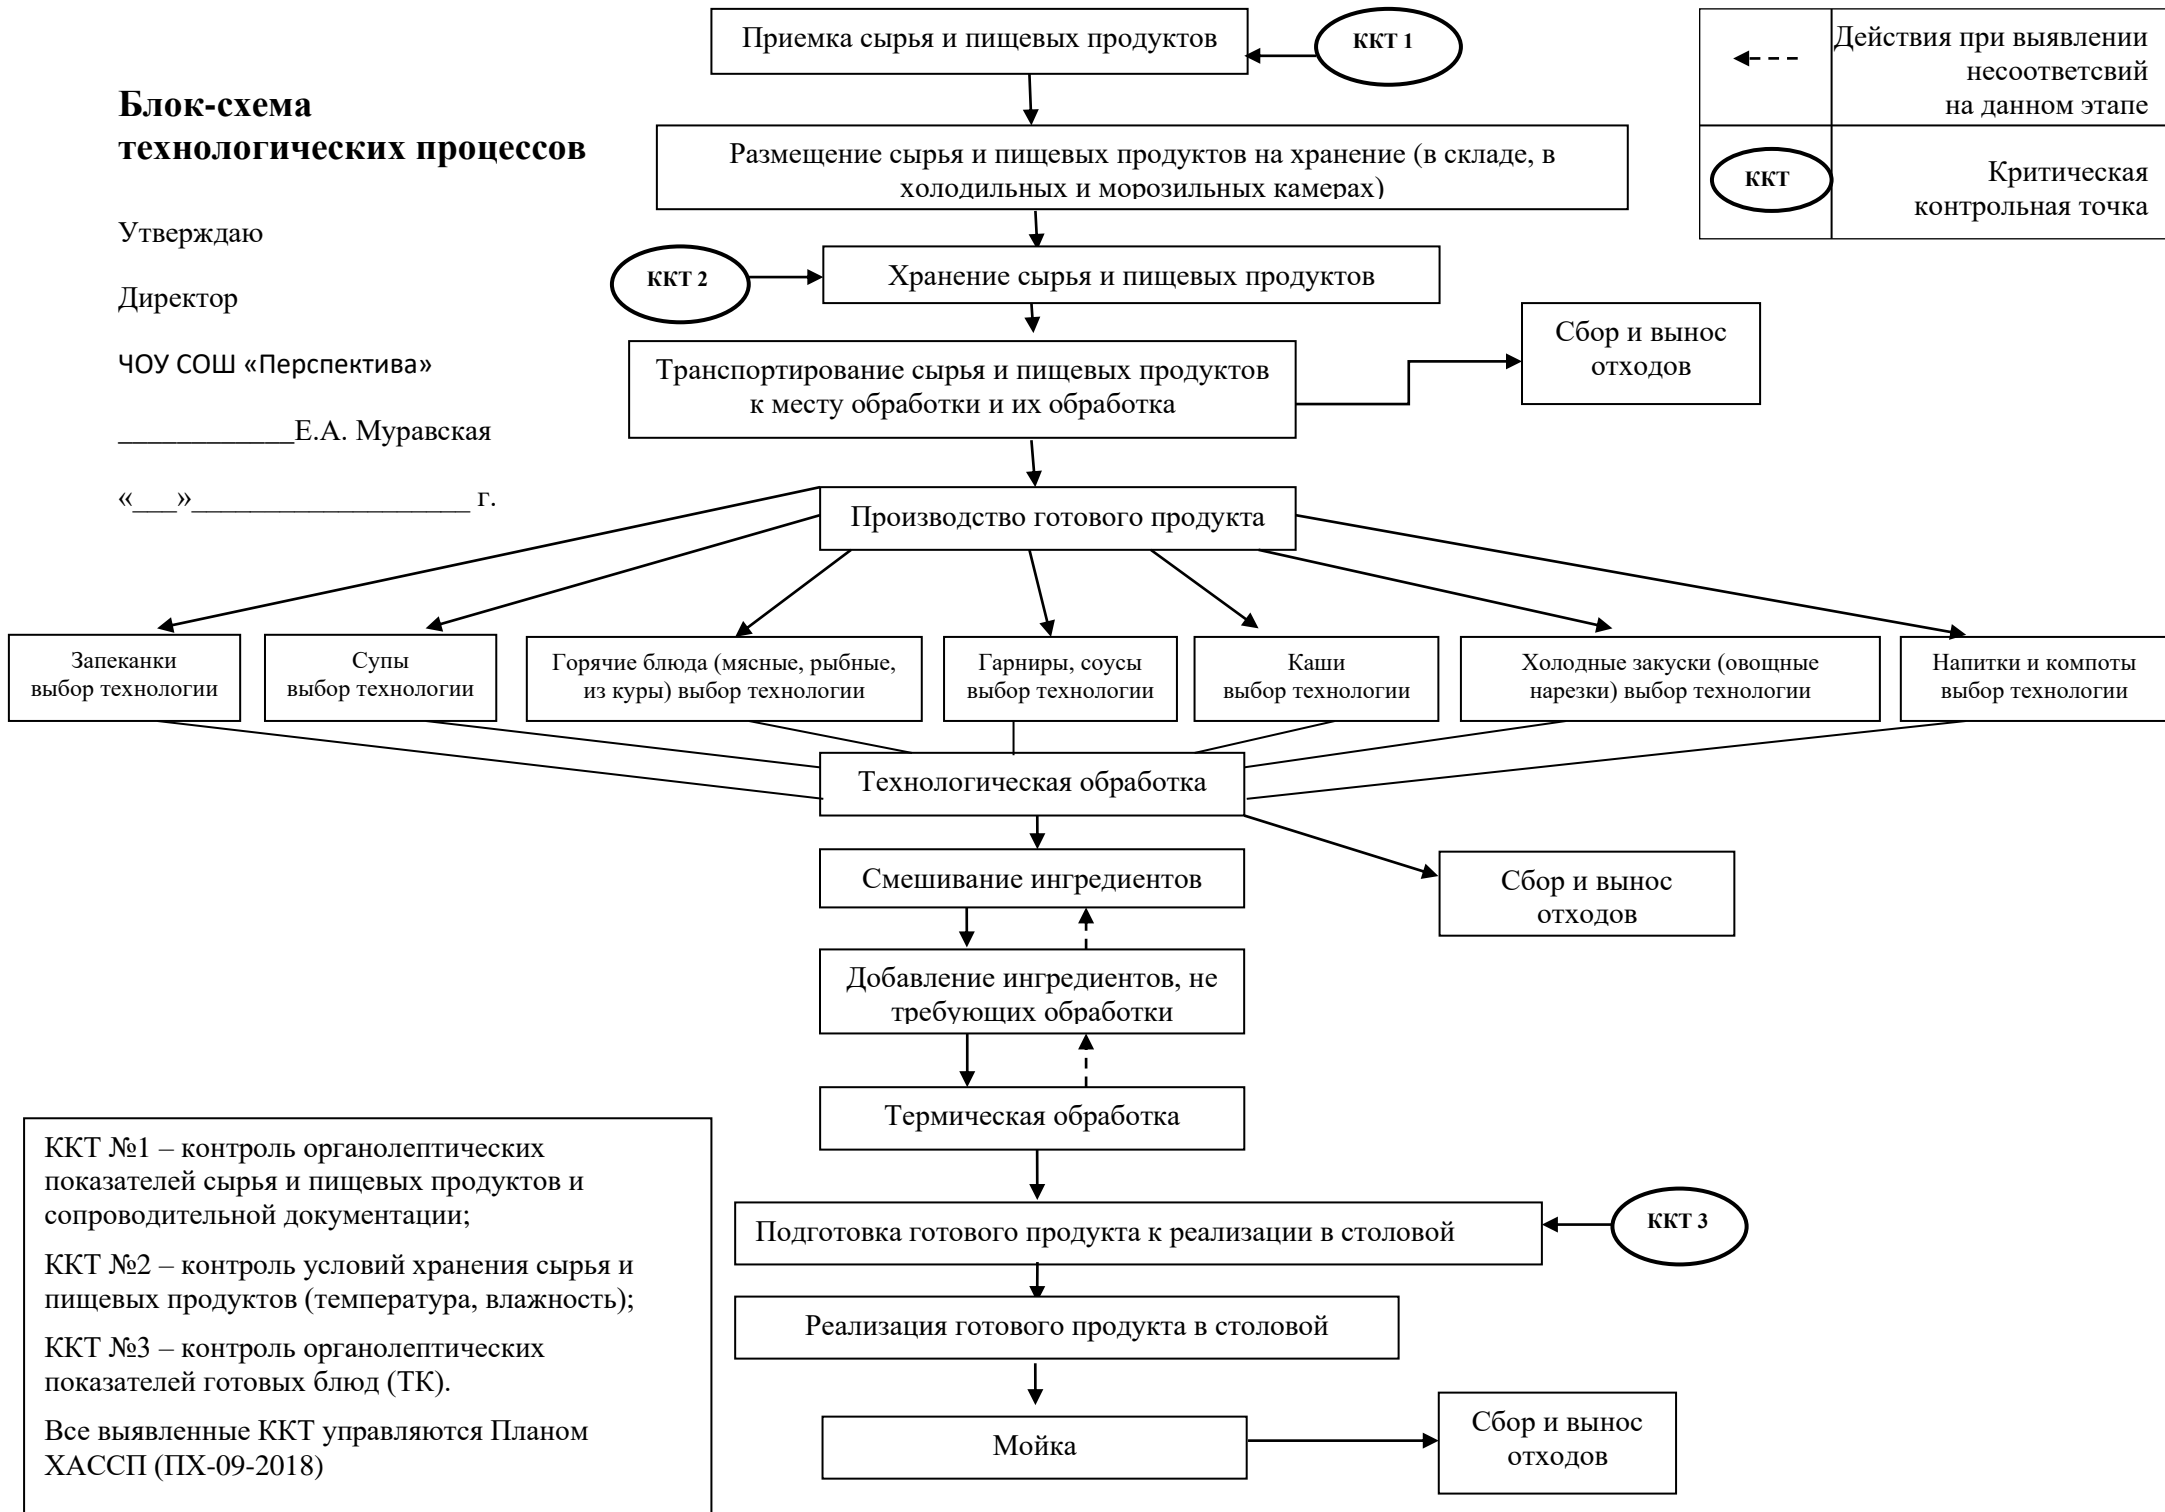 Приемка сырья и пищевых продуктов
ККТ 1
Действия при выявлении
несоответсвий
на данном этапе
ККТ
Критическая
контрольная точка
Блок-схема
технологических процессов
Утверждаю
Директор
ЧОУ СОШ «Перспектива»
____________Е.А. Муравская
«___»___________________ г.
Размещение сырья и пищевых продуктов на хранение (в складе, в
холодильных и морозильных камерах)
ККТ 2
Хранение сырья и пищевых продуктов
Транспортирование сырья и пищевых продуктов
к месту обработки и их обработка
Сбор и вынос
отходов
Производство готового продукта
Запеканки
выбор технологии
Супы
выбор технологии
Горячие блюда (мясные, рыбные,
из куры) выбор технологии
Гарниры, соусы
выбор технологии
Каши
выбор технологии
Холодные закуски (овощные
нарезки) выбор технологии
Напитки и компоты
выбор технологии
Технологическая обработка
Смешивание ингредиентов
Сбор и вынос
отходов
Добавление ингредиентов, не
требующих обработки
Термическая обработка
Подготовка готового продукта к реализации в столовой
ККТ 3
Реализация готового продукта в столовой
Мойка
Сбор и вынос
отходов
ККТ №1 – контроль органолептических
показателей сырья и пищевых продуктов и
сопроводительной документации;
ККТ №2 – контроль условий хранения сырья и
пищевых продуктов (температура, влажность);
ККТ №3 – контроль органолептических
показателей готовых блюд (ТК).
Все выявленные ККТ управляются Планом
ХАССП (ПХ-09-2018)